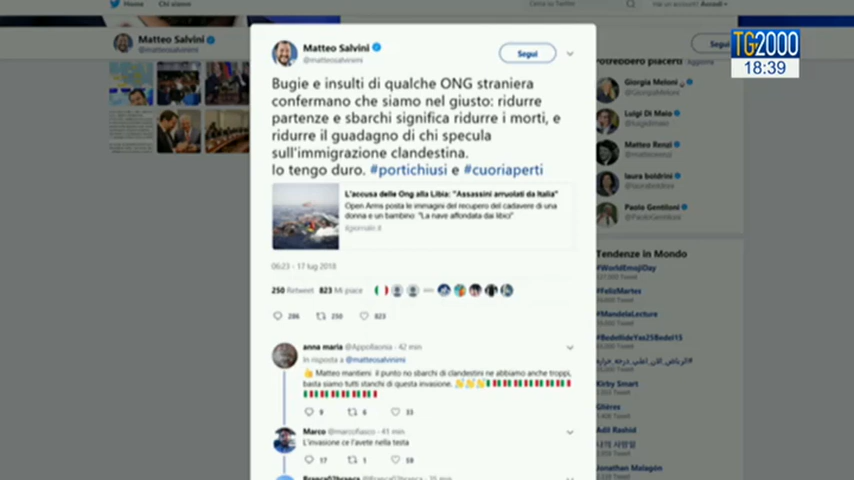 Home
Chi siamo
Cerca su Twitter
Hai un account? Accedi
TG2000
18:39
Matteo Salvini
@matteosalvinimi
Segui
Matteo Salvini
@matteosalvinimi
Segui
Bugie e insulti di qualche ONG straniera
confermano che siamo nel giusto: ridurre
partenze e sbarchi significa ridurre i morti, e
ridurre il guadagno di chi specula
sull'immigrazione clandestina.
Io tengo duro. #portichiusi e #cuoriaperti
L'accusa delle Ong alla Libia: "Assassini arruolati da Italia"
Open Arms posta le immagini del recupero del cadavere di una
donna e un bambino: "La nave affondata dai libici"
ilgiornale.it
06:23 - 17 lug 2018
250 Retweet 823 Mi piace
286 250 823
anna maria @Appollaonia - 42 min
In risposta a @matteosalvinimi
👍 Matteo mantieni il punto no sbarchi di clandestini ne abbiamo anche troppi,
basta siamo tutti stanchi di questa invasione.
9 6 33
Marco @marcofiasco - 41 min
L'invasione ce l'avete nella testa
17 1 59
35 min
Potrebbero piacerti
Aggiorna
Giorgia Meloni
@GiorgiaMeloni
Luigi Di Maio
@luigidimaio
Matteo Renzi
@matteorenzi
laura boldrini
@lauraboldrini
Paolo Gentiloni
@PaoloGentiloni
Tendenze in Mondo
#WorldEmojiDay
#FelizMartes
#MandelaLecture
Kirby Smart
Glières
Adil Rashid
Jonathan Malagón